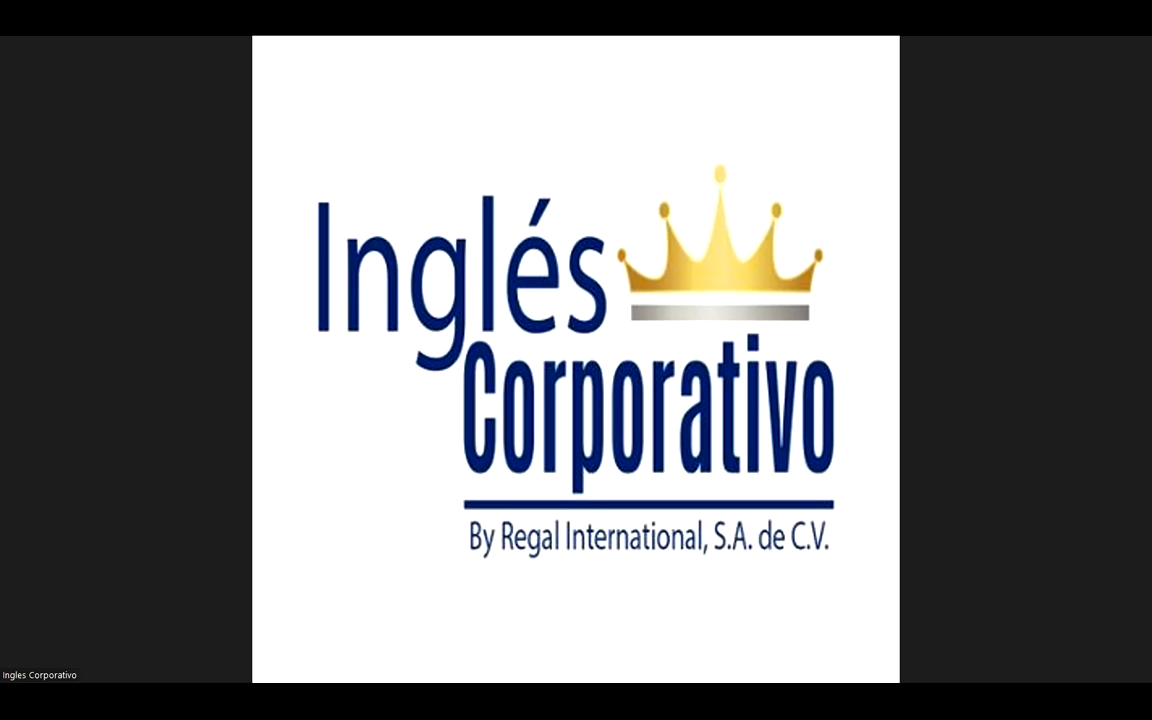 Inglés
Corporativo
By Regal International, S.A. de C.V.
Ingles Corporativo